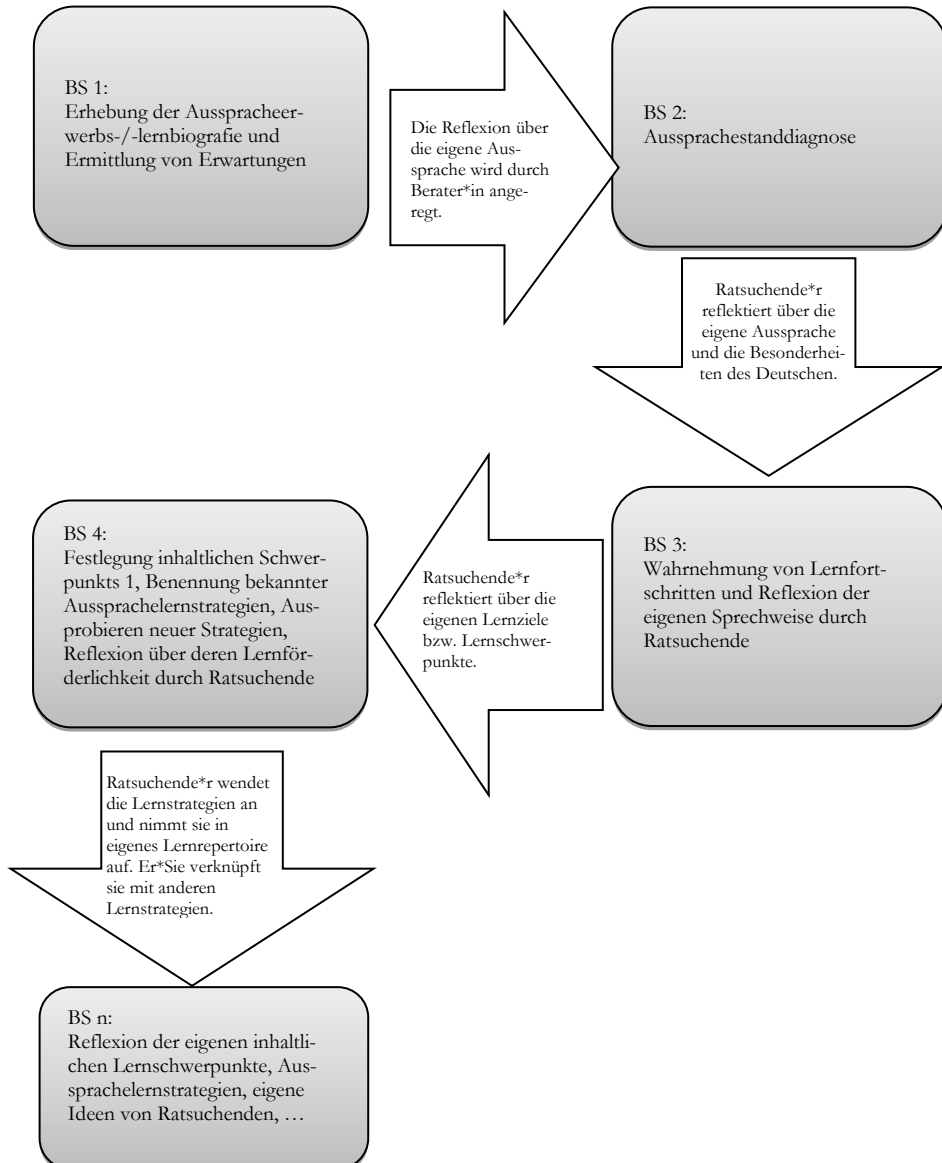 BS 1:
Erhebung der Ausspracheer-
werbs-/-lernbiografie und
Ermittlung von Erwartungen
Die Reflexion über
die eigene Aus-
sprache wird durch
Berater*in ange-
regt.
BS 2:
Aussprachestanddiagnose
Ratsuchende*r
reflektiert über die
eigene Aussprache
und die Besonderhei-
ten des Deutschen.
BS 3:
Wahrnehmung von Lernfort-
schritten und Reflexion der
eigenen Sprechweise durch
Ratsuchende
Ratsuchende*r
reflektiert über die
eigenen Lernziele
bzw. Lernschwer-
punkte.
BS 4:
Festlegung inhaltlichen Schwer-
punkts 1, Benennung bekannter
Aussprachelernstrategien, Aus-
probieren neuer Strategien,
Reflexion über deren Lernför-
derlichkeit durch Ratsuchende
Ratsuchende*r wendet
die Lernstrategien an
und nimmt sie in
eigenes Lernrepertoire
auf. Er*Sie verknüpft
sie mit anderen
Lernstrategien.
BS n:
Reflexion der eigenen inhaltli-
chen Lernschwerpunkte, Aus-
sprachelernstrategien, eigene
Ideen von Ratsuchenden, …